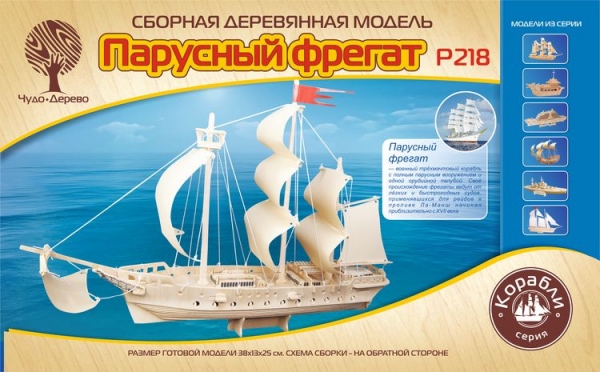 СБОРНАЯ ДЕРЕВЯННАЯ МОДЕЛЬ
Парусный фрегат P218
Чудо-Дерево
МОДЕЛИ ИЗ СЕРИИ
Парусный
фрегат
— военный трёхмачтовый корабль
с полным парусным вооружением и
одной орудийной палубой. Своё
происхождение фрегаты ведут от
лёгких и быстроходных судов,
применявшихся для рейдов в
проливе Ла-Манш начиная
приблизительно с XVII века
Корабли
серия
РАЗМЕР ГОТОВОЙ МОДЕЛИ 38х13х25 см. СХЕМА СБОРКИ - НА ОБРАТНОЙ СТОРОНЕ